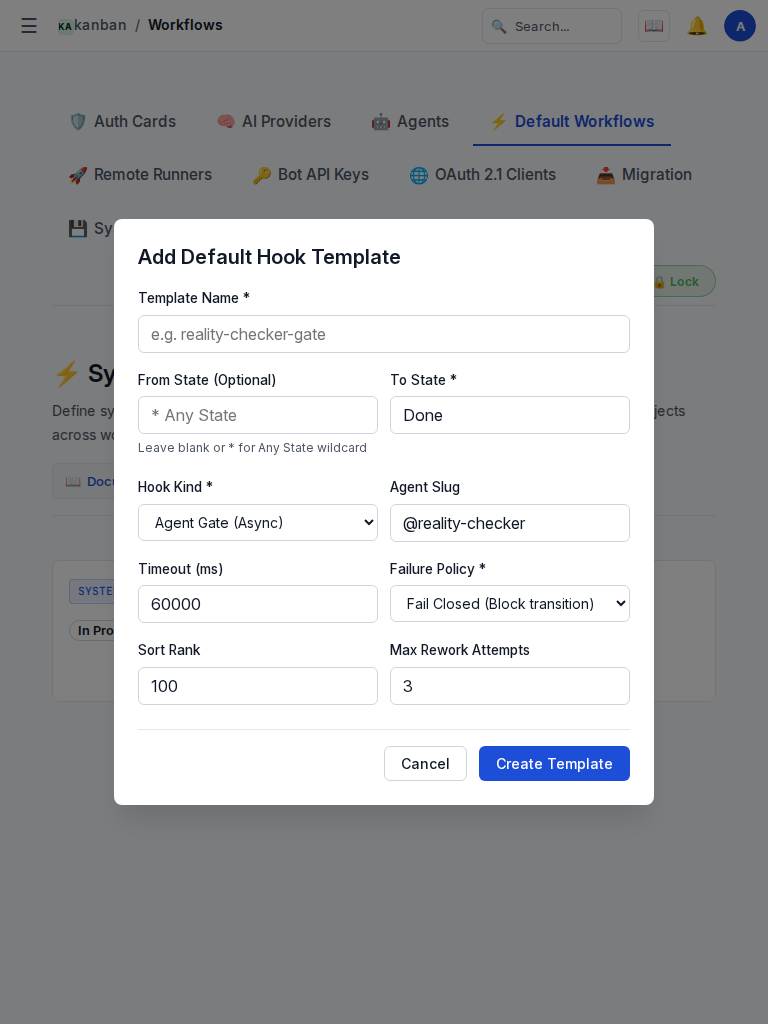 KA kanban / Workflows
Search...
A
Auth Cards
AI Providers
Agents
Default Workflows
Remote Runners
Bot API Keys
OAuth 2.1 Clients
Migration
Lock
Add Default Hook Template
Template Name *
e.g. reality-checker-gate
From State (Optional)
To State *
* Any State
Done
Leave blank or * for Any State wildcard
Hook Kind *
Agent Slug
Agent Gate (Async)
@reality-checker
Timeout (ms)
Failure Policy *
60000
Fail Closed (Block transition)
Sort Rank
Max Rework Attempts
100
3
Cancel
Create Template
Define
across